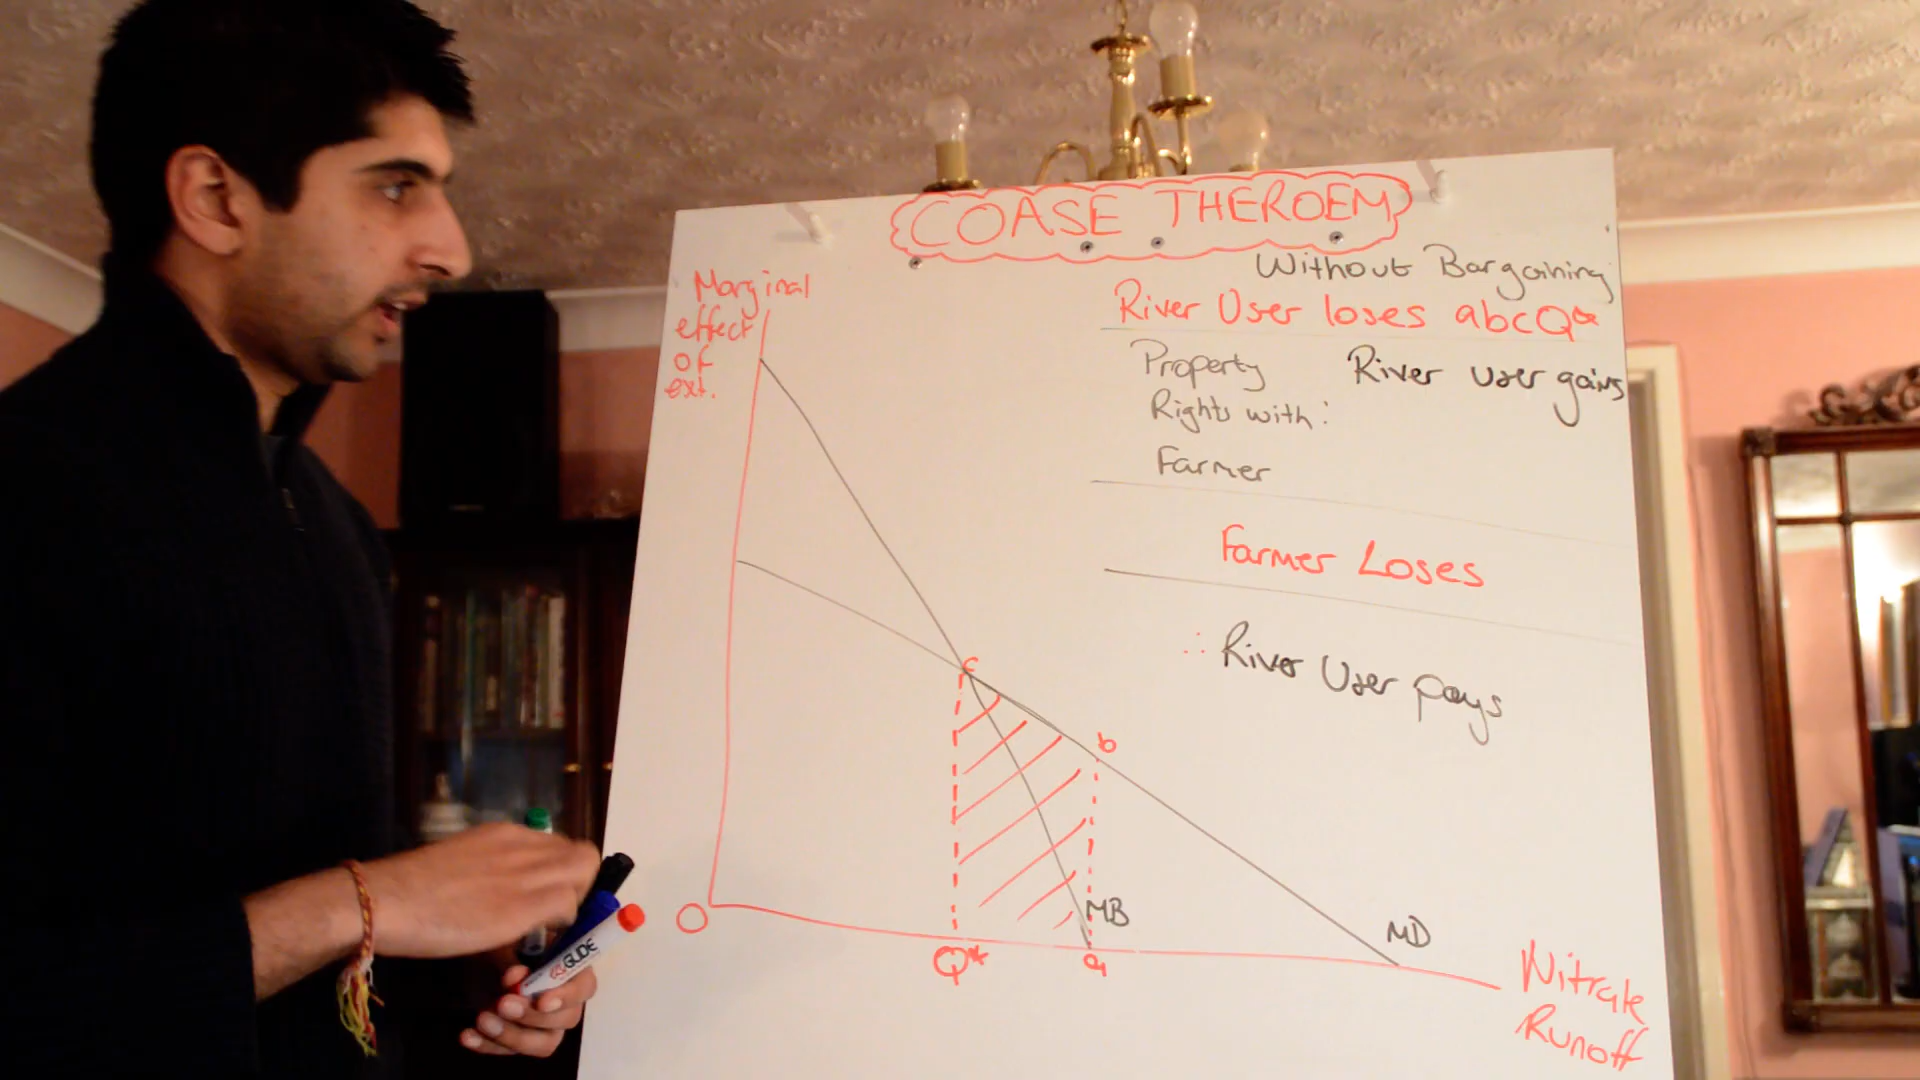 COASE THEROEM
Without Bargaining
River User loses abcQ*
Property
Rights with:
Farmer
River user gains
Farmer Loses
∴ River User pays
Marginal
effect
of
ext.
c
b
MB
MD
O
Q*
a
Nitrate
Runoff
GLIDE